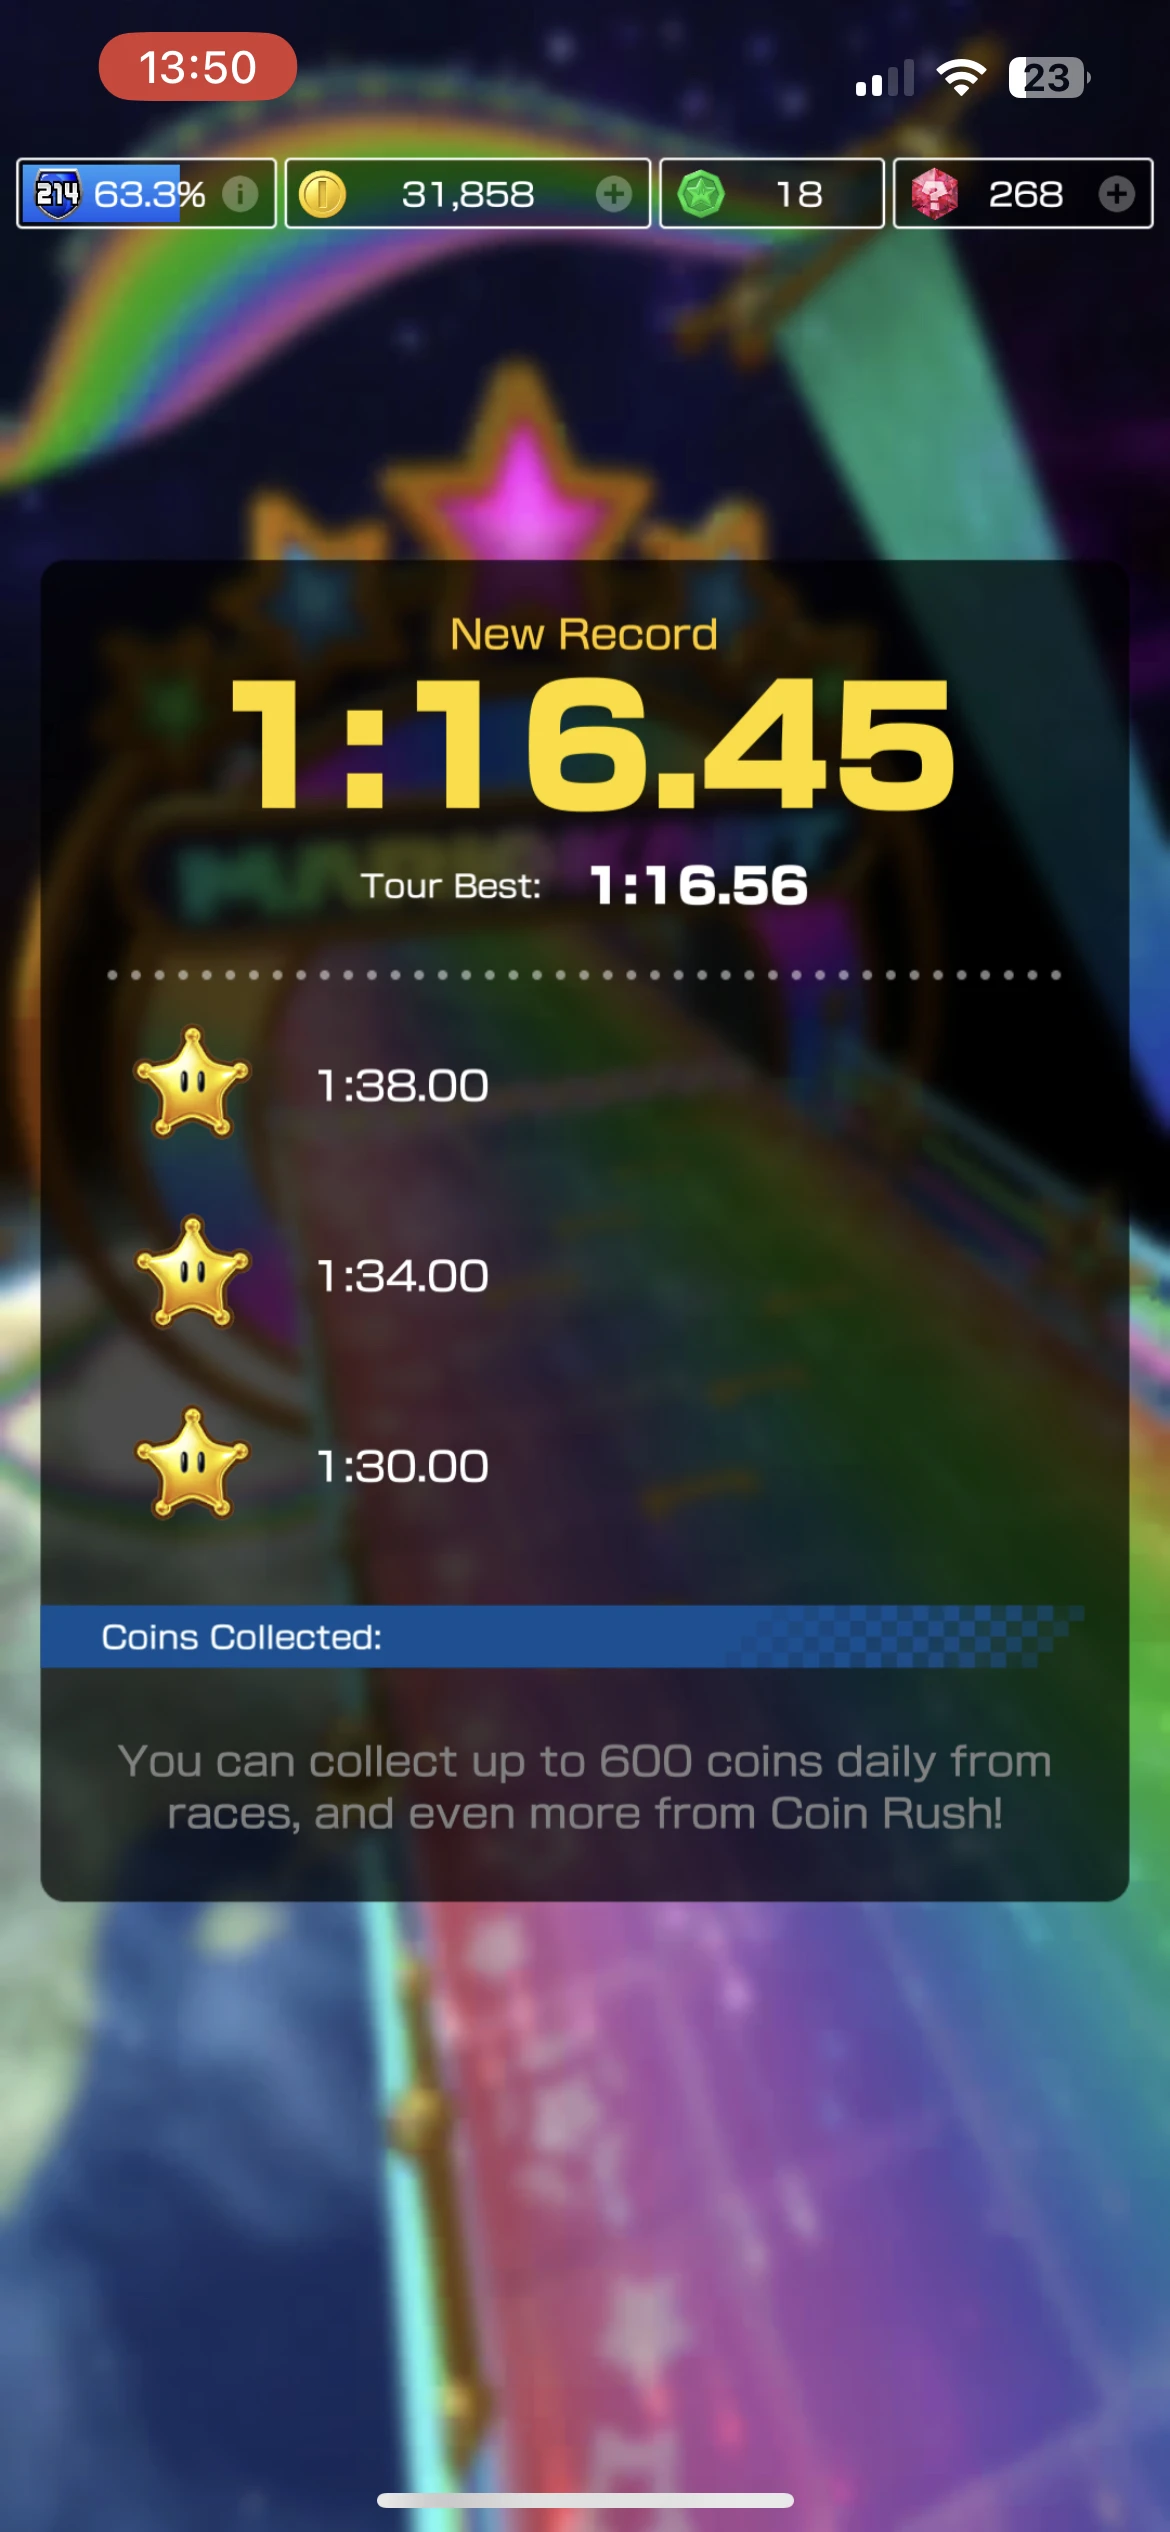 13:50
23
214 63.3% i 31,858 + 18 268 +
New Record
1:16.45
Tour Best: 1:16.56
MARIO KART
1:38.00
1:34.00
1:30.00
Coins Collected:
You can collect up to 600 coins daily from
races, and even more from Coin Rush!